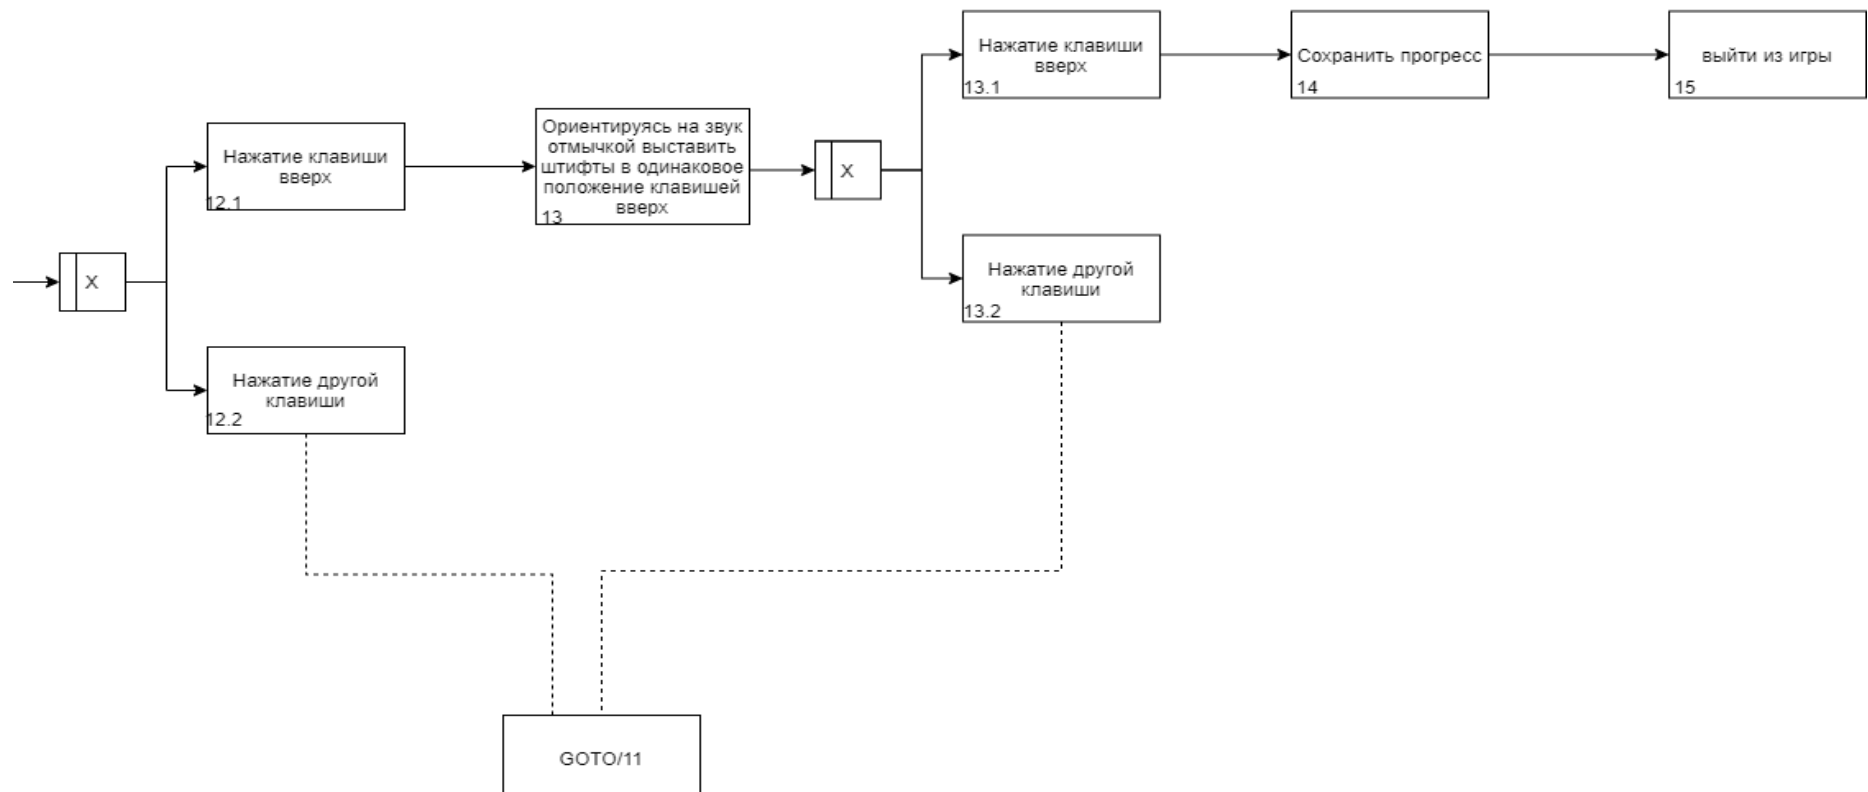 X
Нажатие клавиши
вверх
12.1
Нажатие другой
клавиши
12.2
Ориентируясь на звук
отмычкой выставить
штифты в одинаковое
положение клавишей
вверх
13
X
Нажатие клавиши
вверх
13.1
Нажатие другой
клавиши
13.2
Сохранить прогресс
14
выйти из игры
15
GOTO/11